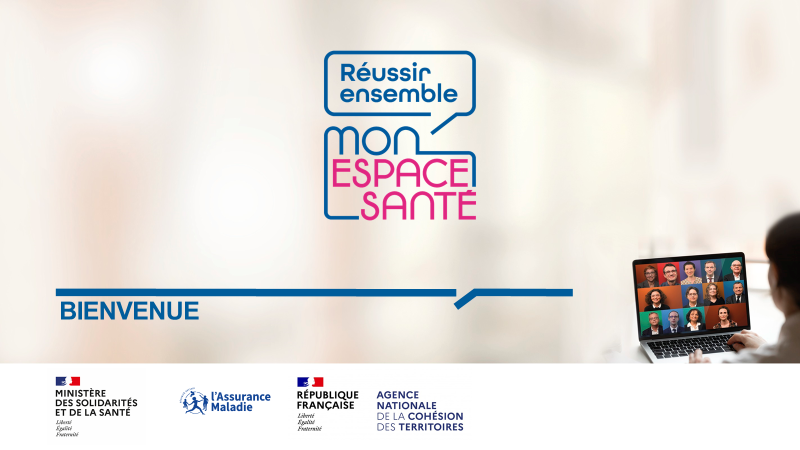 Réussir
ensemble
mon
ESPACE
SANTÉ
BIENVENUE
MINISTÈRE
DES SOLIDARITÉS
ET DE LA SANTÉ
Liberté
Égalité
Fraternité
l'Assurance
Maladie
RÉPUBLIQUE
FRANÇAISE
Liberté
Égalité
Fraternité
AGENCE
NATIONALE
DE LA COHÉSION
DES TERRITOIRES